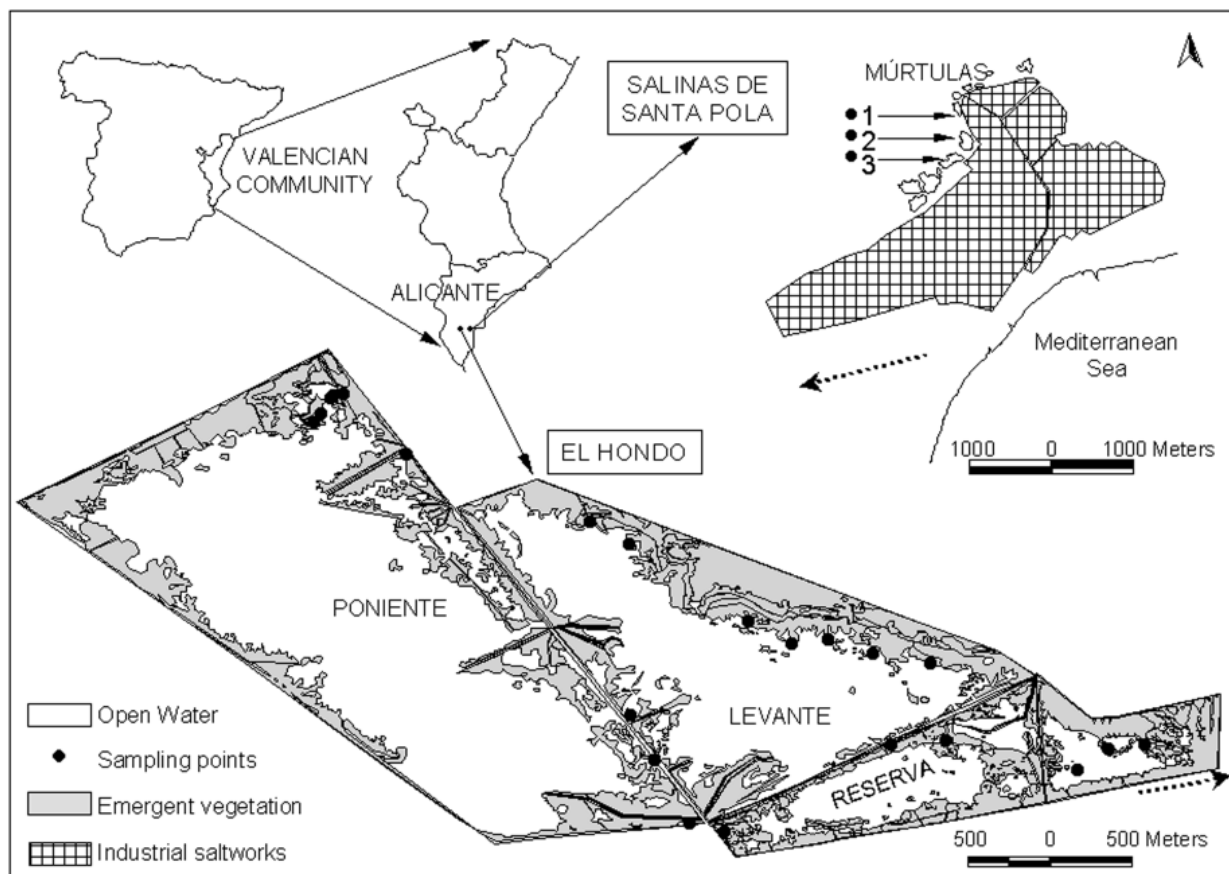 VALENCIAN
COMMUNITY
ALICANTE
SALINAS DE
SANTA POLA
MÚRTULAS
1
2
3
Mediterranean
Sea
1000 0 1000 Meters
EL HONDO
PONIENTE
LEVANTE
RESERVA
Open Water
Sampling points
Emergent vegetation
Industrial saltworks
500 0 500 Meters